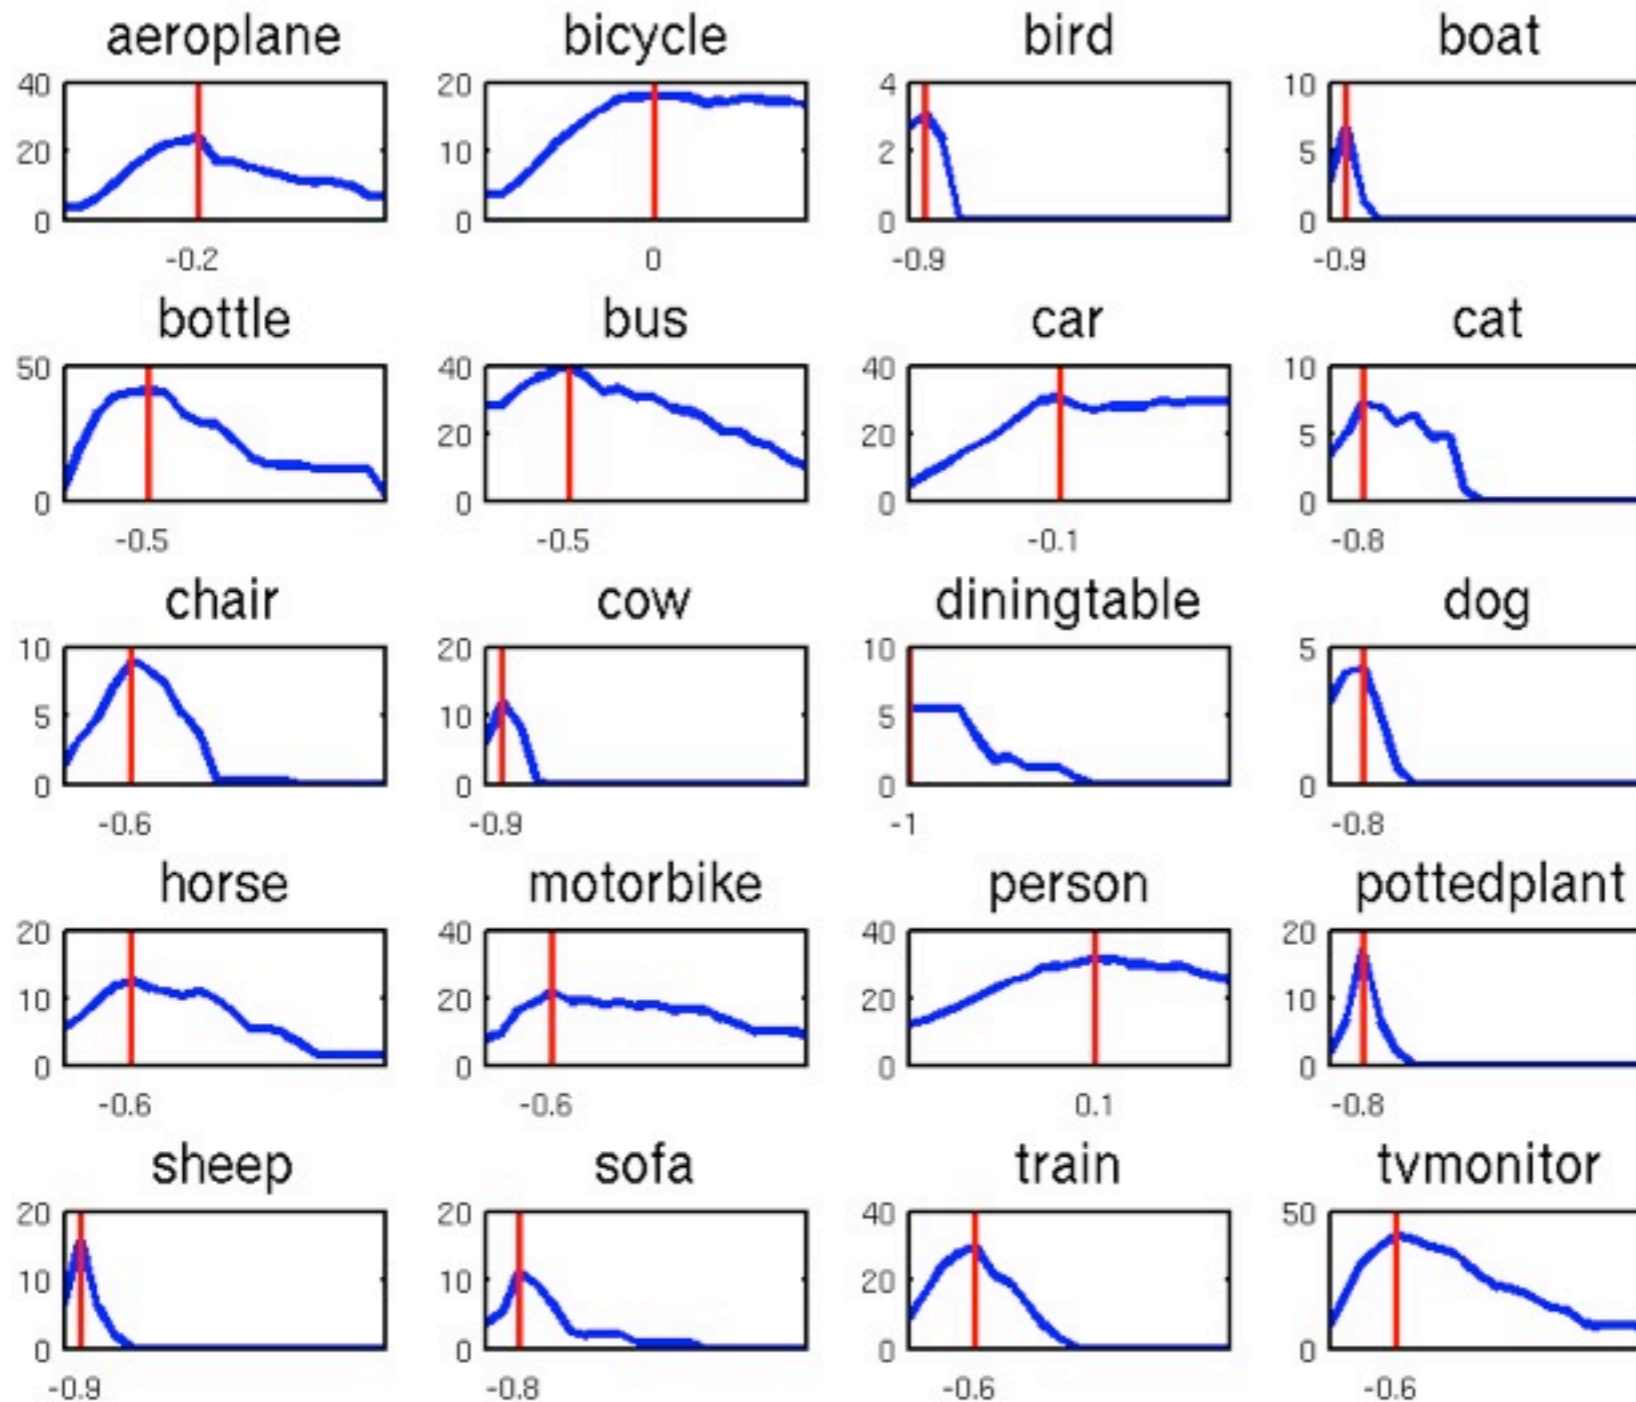 aeroplane bicycle bird boat
40 20 4 10
20 10 2 5
0 0 0 0
-0.2 0 -0.9 -0.9
bottle bus car cat
50 40 40 10
20 20 5
0 0 0 0
-0.5 -0.5 -0.1 -0.8
chair cow diningtable dog
10 20 10 5
5 10 5
0 0 0 0
-0.6 -0.9 -1 -0.8
horse motorbike person pottedplant
20 40 40 20
10 20 20 10
0 0 0 0
-0.6 -0.6 0.1 -0.8
sheep sofa train tvmonitor
20 20 40 50
10 10 20
0 0 0 0
-0.9 -0.8 -0.6 -0.6